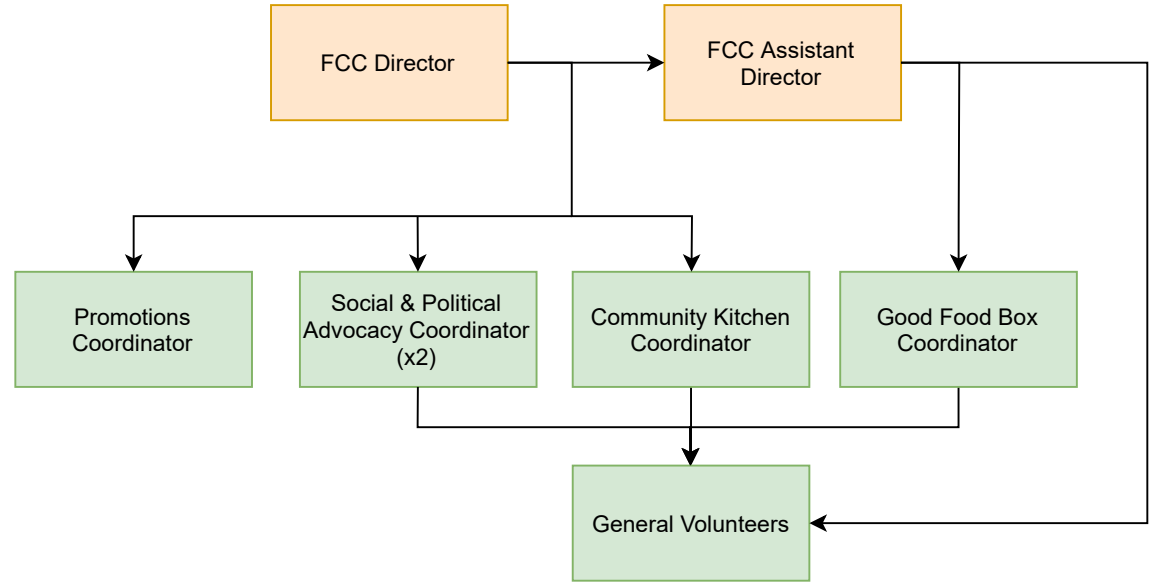 FCC Director
FCC Assistant
Director
Promotions
Coordinator
Social & Political
Advocacy Coordinator
(x2)
Community Kitchen
Coordinator
Good Food Box
Coordinator
General Volunteers